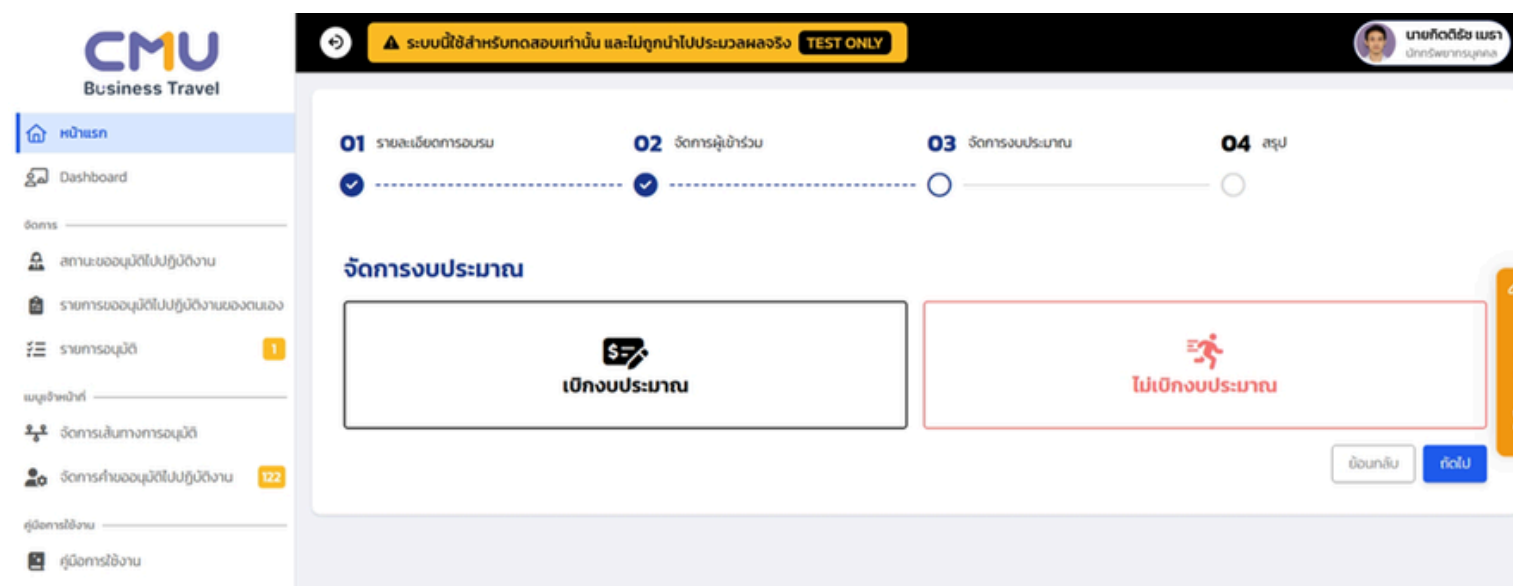 CMU
Business Travel
ระบบนี้ใช้สำหรับทดสอบเท่านั้น และไม่ถูกนำไปประมวลผลจริง TEST ONLY
นายกิตติธัช เมธา
นักทรัพยากรบุคคล
หน้าแรก
Dashboard
จัดการ
สถานะขออนุมัติไปปฏิบัติงาน
รายการขออนุมัติไปปฏิบัติงานของตนเอง
รายการอนุมัติ 1
เมนูเจ้าหน้าที่
จัดการเส้นทางการอนุมัติ
จัดการคำขออนุมัติไปปฏิบัติงาน 122
คู่มือการใช้งาน
คู่มือการใช้งาน
01 รายละเอียดการอบรม
02 จัดการผู้เข้าร่วม
03 จัดการงบประมาณ
04 สรุป
จัดการงบประมาณ
เบิกงบประมาณ
ไม่เบิกงบประมาณ
ย้อนกลับ
ถัดไป